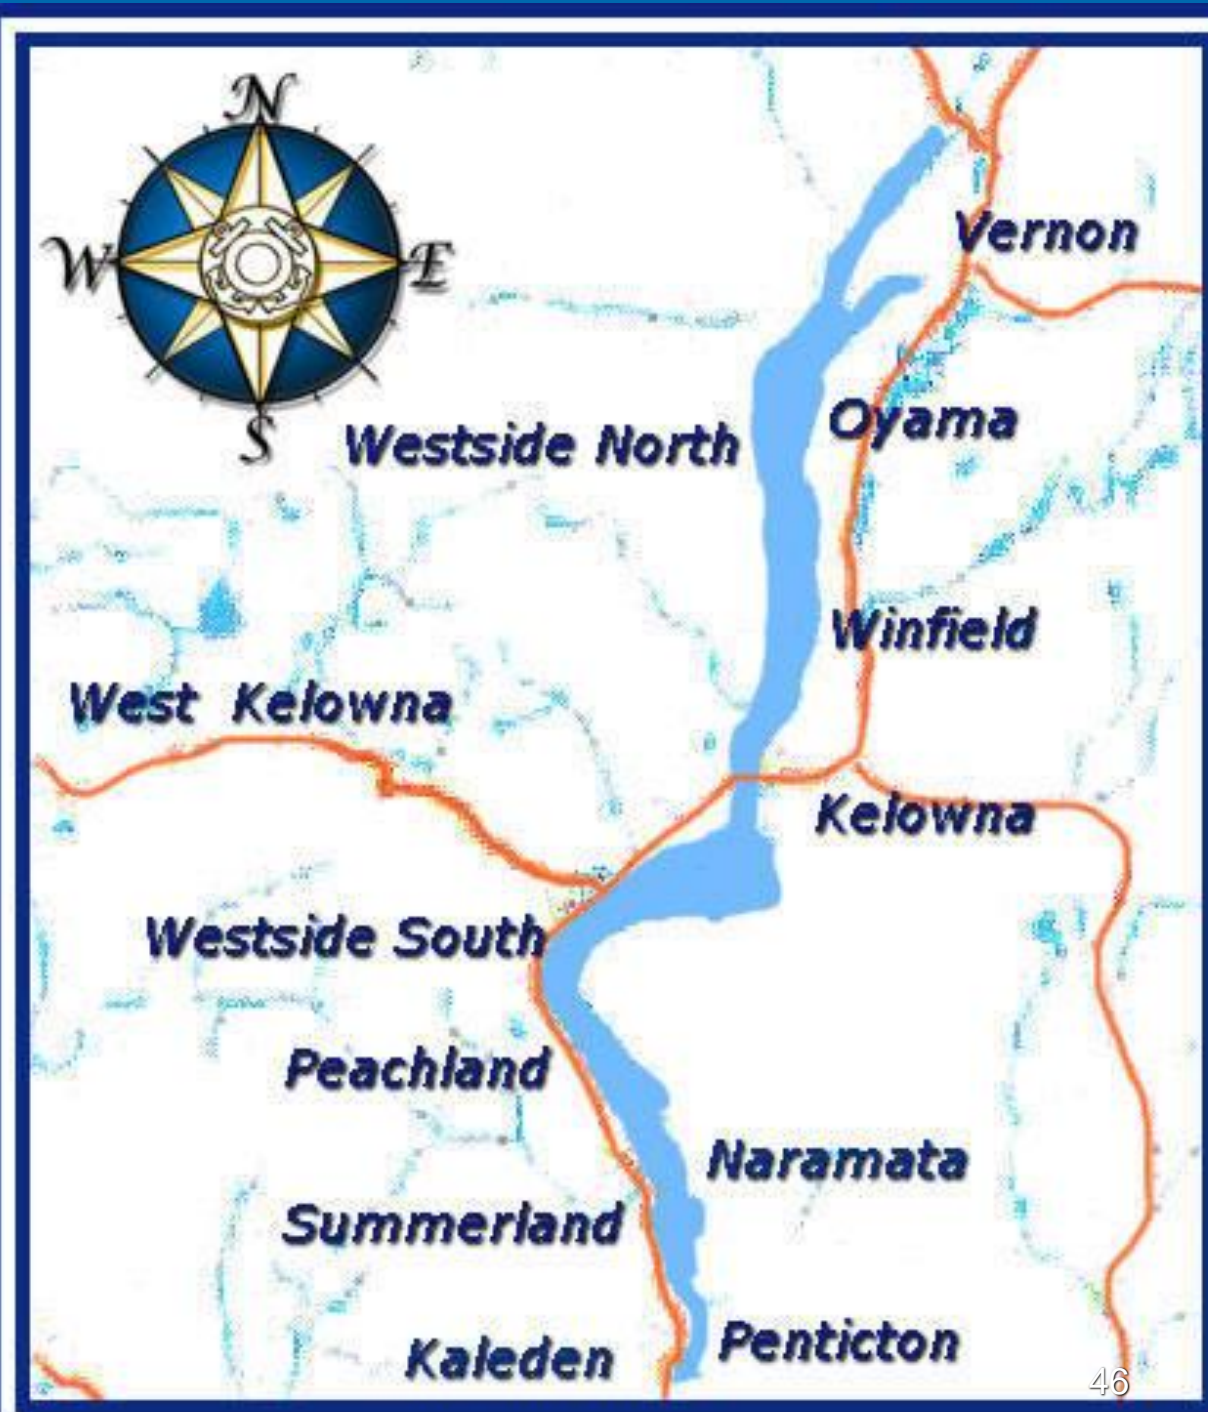 N
W
E
S
Vernon
Oyama
Westside North
Winfield
West Kelowna
Kelowna
Westside South
Peachland
Naramata
Summerland
Penticton
Kaleden
46